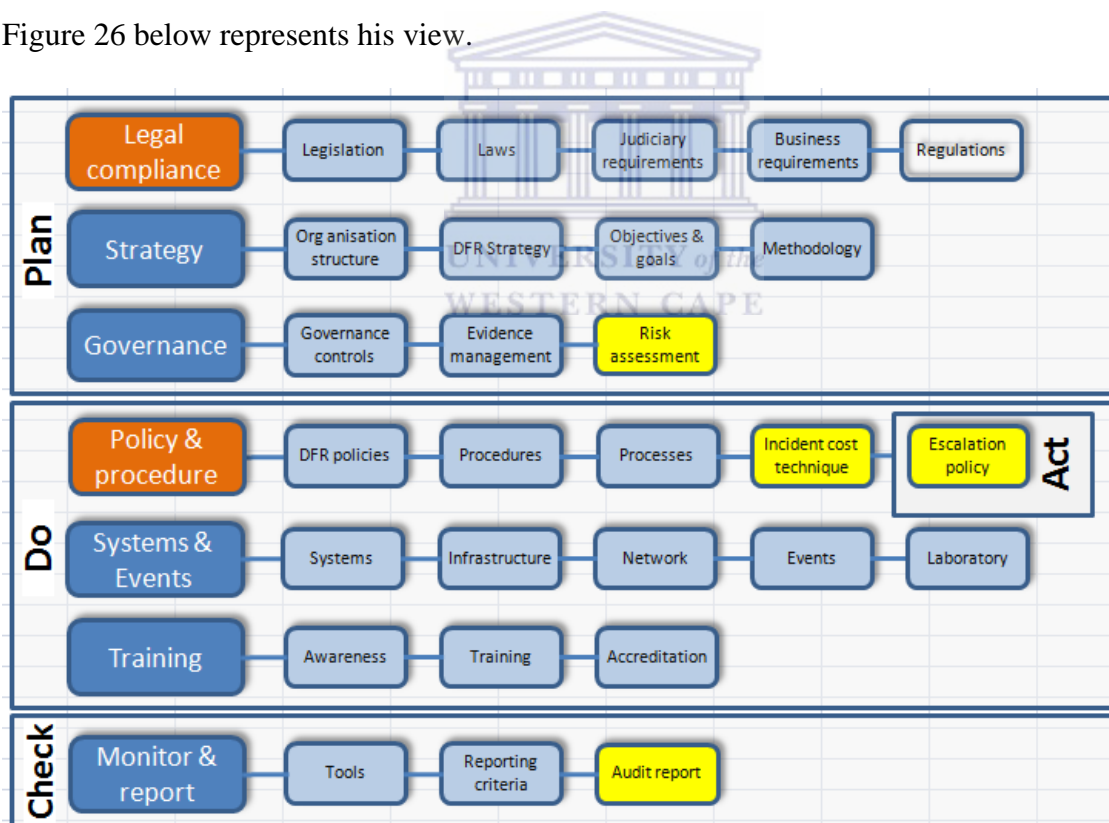 Figure 26 below represents his view.
UNIVERSITY of the
WESTERN CAPE
Plan
Legal
compliance
Legislation
Laws
Judiciary
requirements
Business
requirements
Regulations
Strategy
Org anisation
structure
DFR Strategy
Objectives &
goals
Methodology
Governance
Governance
controls
Evidence
management
Risk
assessment
Do
Policy &
procedure
DFR policies
Procedures
Processes
Incident cost
technique
Escalation
policy
Act
Systems &
Events
Systems
Infrastructure
Network
Events
Laboratory
Training
Awareness
Training
Accreditation
Check
Monitor &
report
Tools
Reporting
criteria
Audit report